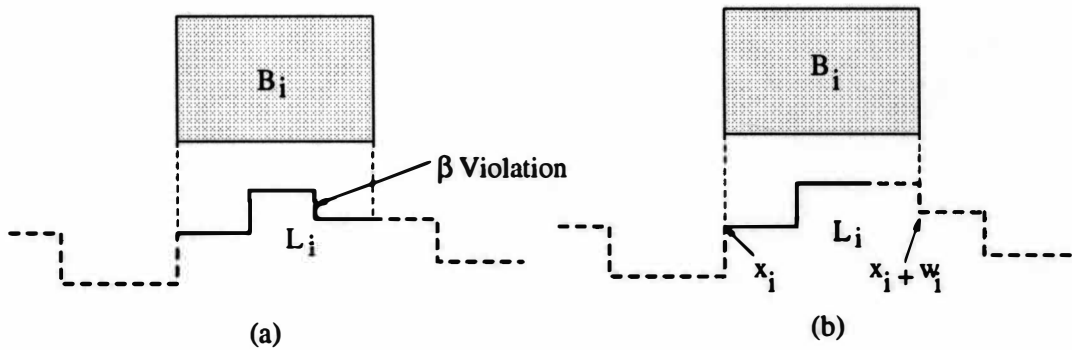 B_i
β Violation
L_i
(a)
B_i
L_i
x_i
x_i + w_i
(b)